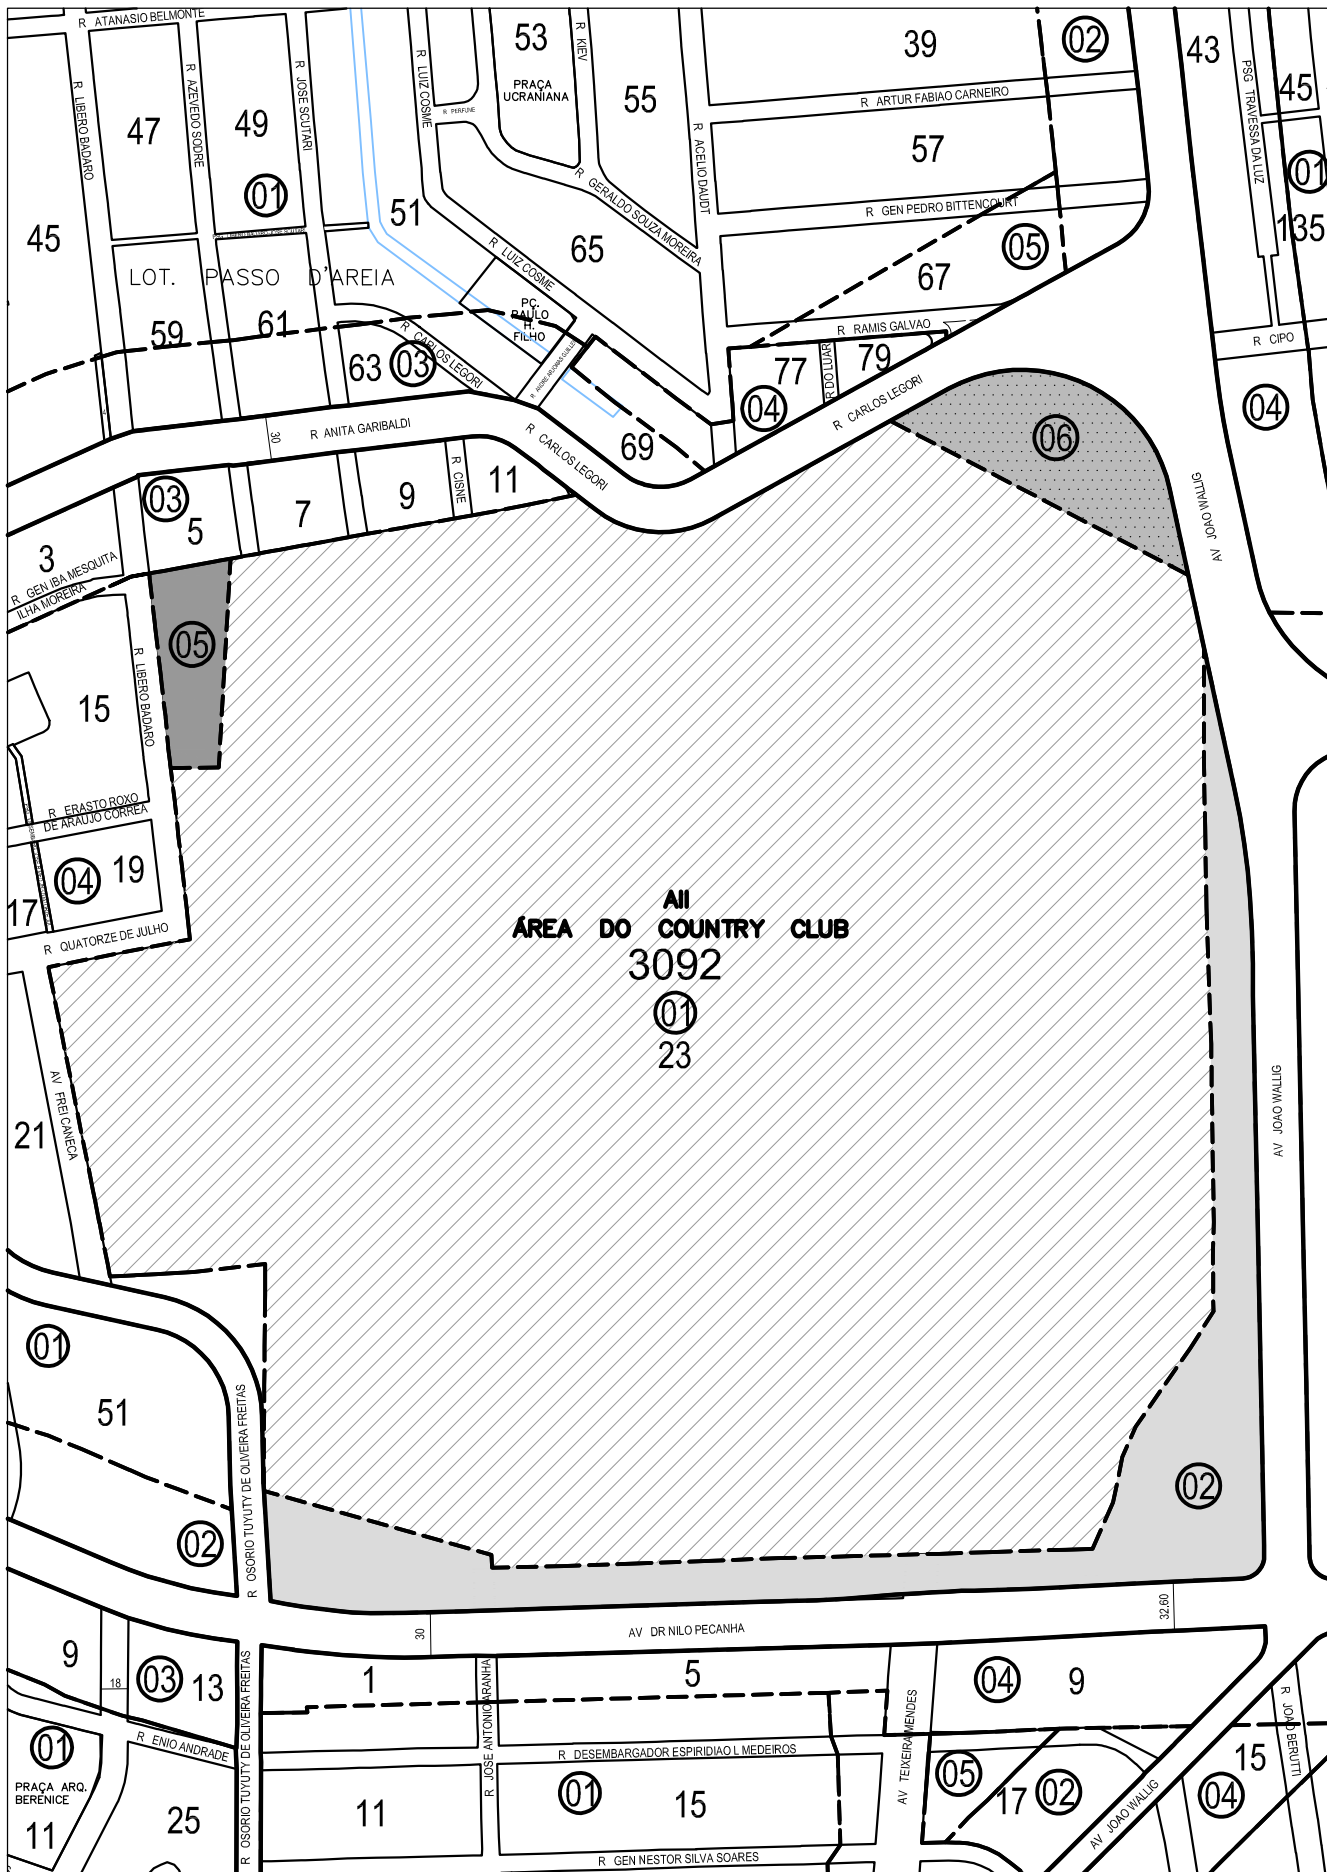 R ATANASIO BELMONTE
R LIBERO BADARO
R AZEVEDO SODRE
R JOSE SCUTARI
R LUIZ COSME
R PERFUME
53
PRAÇA
UCRANIANA
R KIEV
55
39
02
43
PSG TRAVESSA DA LUZ
45
01
135
R ARTUR FABIAO CARNEIRO
R ACELIO DAUDT
57
R GEN PEDRO BITTENCOURT
47
49
01
45
51
R GERALDO SOUZA MOREIRA
65
05
67
LOT. PASSO D'AREIA
R LUIZ COSME
59
61
PÇ.
PAULO
H.
FILHO
R RAMIS GALVAO
R CIPO
63
03
R CARLOS LEGORI
77
R DO LUAR
79
04
R CARLOS LEGORI
04
06
30
R ANITA GARIBALDI
R CARLOS LEGORI
69
AV JOAO WALLIG
03
5
7
9
R CISNE
11
3
R GEN IBA MESQUITA
ILHA MOREIRA
05
R LIBERO BADARO
15
R ERASTO ROXO
DE ARAUJO CORREA
04
19
17
R QUATORZE DE JULHO
AII
ÁREA DO COUNTRY CLUB
3092
01
23
AV FREI CANECA
21
AV JOAO WALLIG
01
51
R OSORIO TUYUTY DE OLIVEIRA FREITAS
02
02
30
AV DR NILO PECANHA
32.60
9
18
03
13
R OSORIO TUYUTY DE OLIVEIRA FREITAS
1
R JOSE ANTONIO ARANHA
5
AV TEIXEIRA MENDES
04
9
R JOAO BERUTTI
R ENIO ANDRADE
R DESEMBARGADOR ESPIRIDIAO L MEDEIROS
01
PRAÇA ARQ.
BERENICE
11
25
11
01
15
05
17
02
AV JOAO WALLIG
04
15
R GEN NESTOR SILVA SOARES